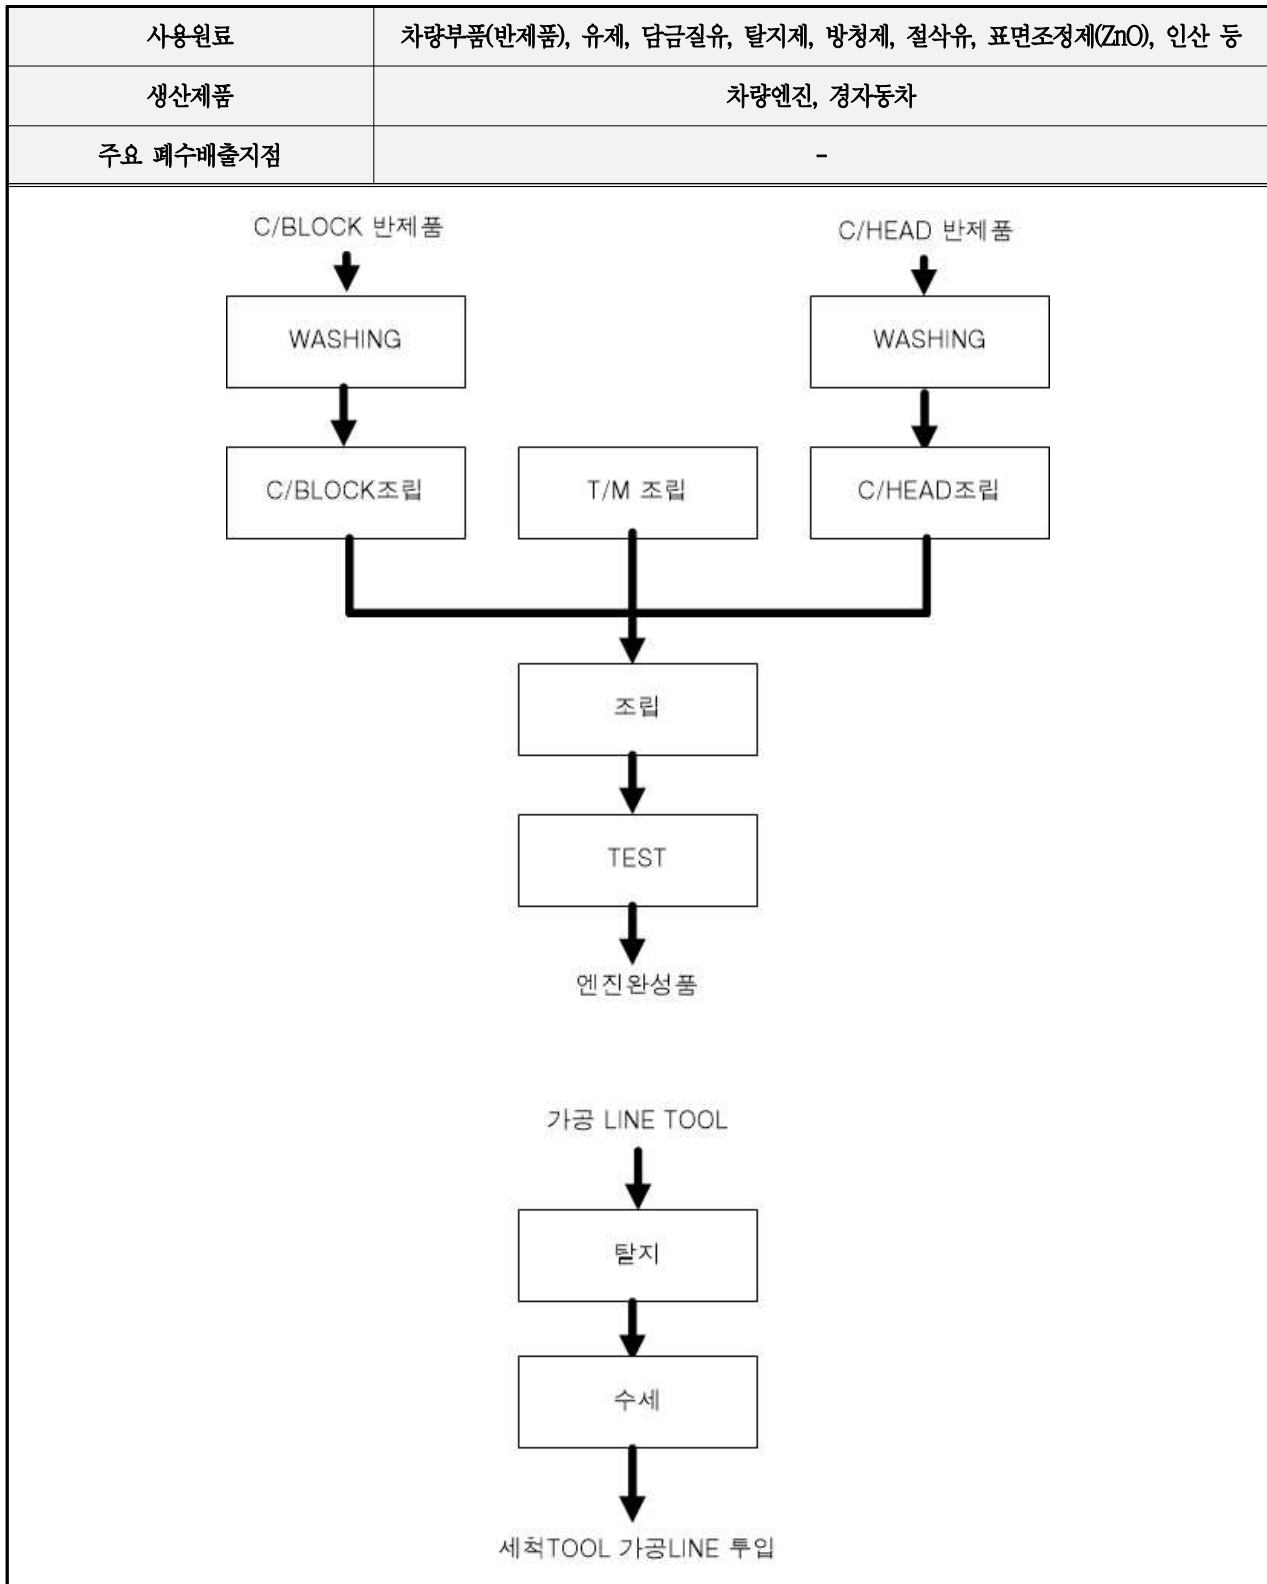 사용원료
차량부품(반제품), 유제, 담금질유, 탈지제, 방청제, 절삭유, 표면조정제(ZnO), 인산 등
생산제품
차량엔진, 경자동차
주요 폐수배출지점
-
C/BLOCK 반제품
C/HEAD 반제품
WASHING
WASHING
C/BLOCK조립
T/M 조립
C/HEAD조립
조립
TEST
엔진완성품
가공 LINE TOOL
탈지
수세
세척TOOL 가공LINE 투입